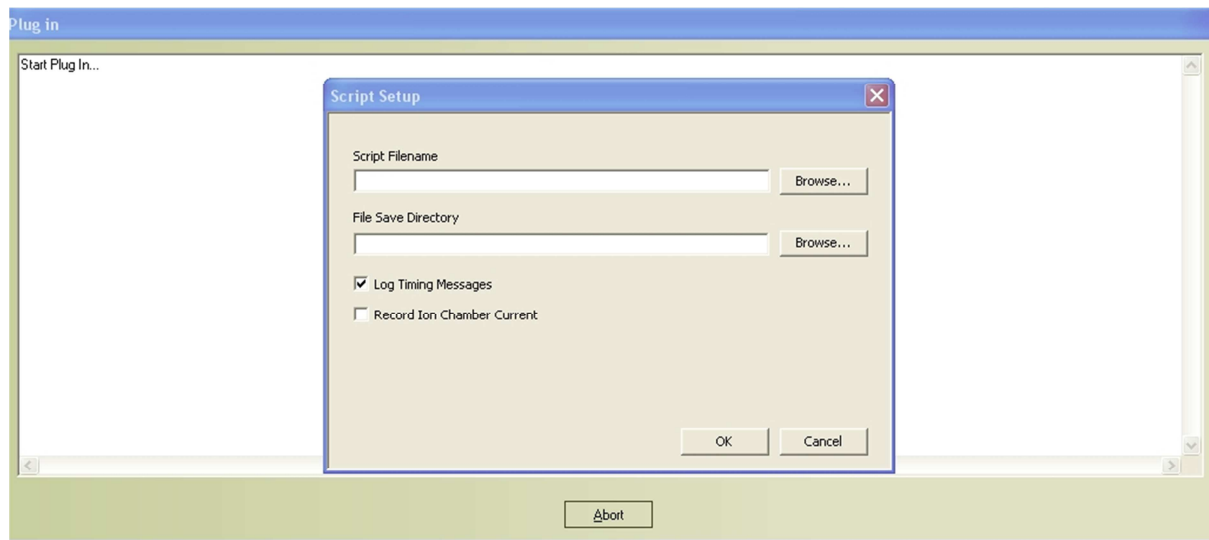 Plug in
Start Plug In...
Script Setup
Script Filename
Browse...
File Save Directory
Browse...
Log Timing Messages
Record Ion Chamber Current
OK Cancel
Abort